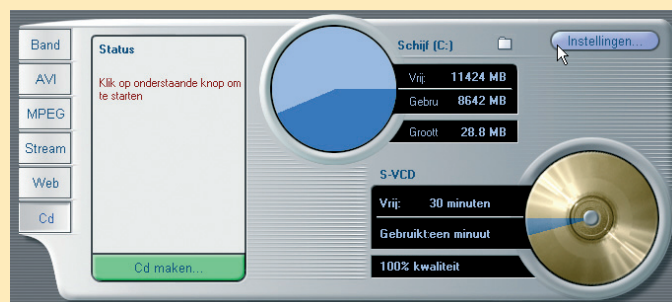 Band
AVI
MPEG
Stream
Web
Cd
Status
Klik op onderstaande knop om
te starten
Cd maken...
Schijf (C:)
Vrij: 11424 MB
Gebru 8642 MB
Groott 28.8 MB
Instellingen...
S-VCD
Vrij: 30 minuten
Gebruikt:een minuut
100% kwaliteit